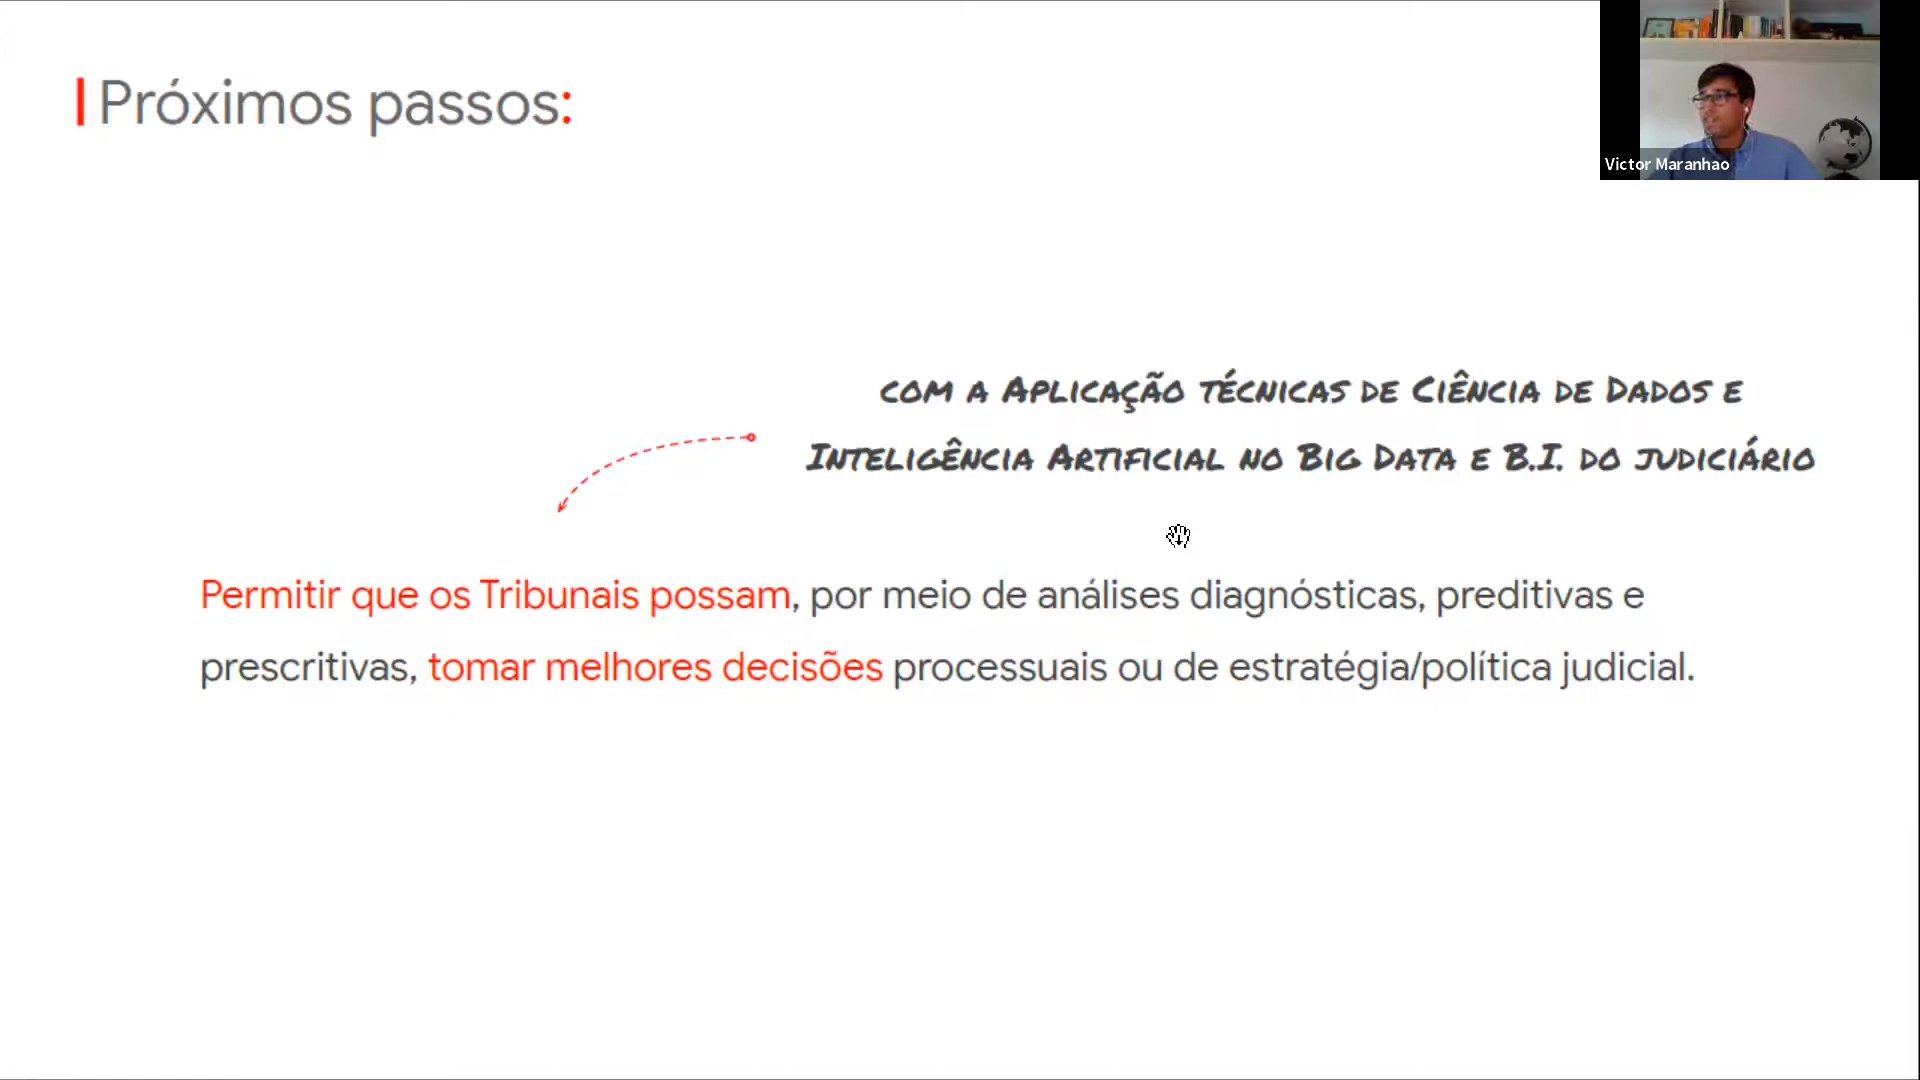 Próximos passos:
Victor Maranhao
com a Aplicação técnicas de Ciência de Dados e
Inteligência Artificial no Big Data e B.I. do judiciário
Permitir que os Tribunais possam, por meio de análises diagnósticas, preditivas e
prescritivas, tomar melhores decisões processuais ou de estratégia/política judicial.